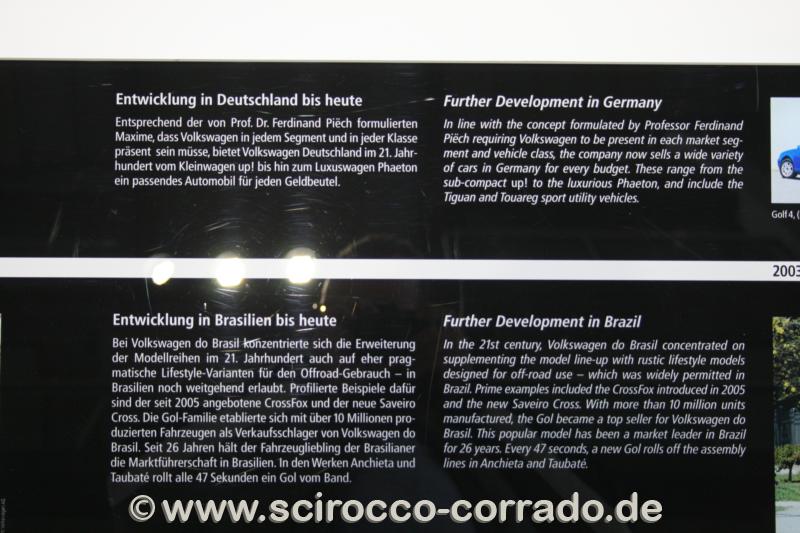 Entwicklung in Deutschland bis heute
Entsprechend der von Prof. Dr. Ferdinand Piëch formulierten
Maxime, dass Volkswagen in jedem Segment und in jeder Klasse
präsent sein müsse, bietet Volkswagen Deutschland im 21. Jahr-
hundert vom Kleinwagen up! bis hin zum Luxuswagen Phaeton
ein passendes Automobil für jeden Geldbeutel.
Further Development in Germany
In line with the concept formulated by Professor Ferdinand
Piëch requiring Volkswagen to be present in each market seg-
ment and vehicle class, the company now sells a wide variety
of cars in Germany for every budget. These range from the
sub-compact up! to the luxurious Phaeton, and include the
Tiguan and Touareg sport utility vehicles.
Golf 4, (
2003
Entwicklung in Brasilien bis heute
Bei Volkswagen do Brasil konzentrierte sich die Erweiterung
der Modellreihen im 21. Jahrhundert auch auf eher prag-
matische Lifestyle-Varianten für den Offroad-Gebrauch – in
Brasilien noch weitgehend erlaubt. Profilierte Beispiele dafür
sind der seit 2005 angebotene CrossFox und der neue Saveiro
Cross. Die Gol-Familie etablierte sich mit über 10 Millionen pro-
duzierten Fahrzeugen als Verkaufsschlager von Volkswagen do
Brasil. Seit 26 Jahren hält der Fahrzeugliebling der Brasilianer
die Marktführerschaft in Brasilien. In den Werken Anchieta und
Taubaté rollt alle 47 Sekunden ein Gol vom Band.
Further Development in Brazil
In the 21st century, Volkswagen do Brasil concentrated on
supplementing the model line-up with rustic lifestyle models
designed for off-road use – which was widely permitted in
Brazil. Prime examples included the CrossFox introduced in 2005
and the new Saveiro Cross. With more than 10 million units
manufactured, the Gol became a top seller for Volkswagen do
Brasil. This popular model has been a market leader in Brazil
for 26 years. Every 47 seconds, a new Gol rolls off the assembly
lines in Anchieta and Taubaté.
© www.scirocco-corrado.de